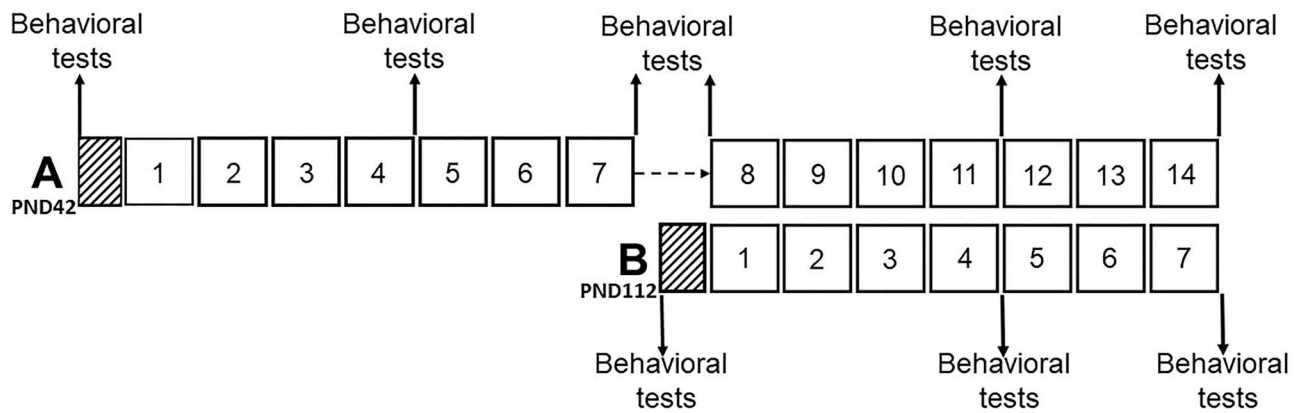 Behavioral
tests
Behavioral
tests
Behavioral
tests
Behavioral
tests
Behavioral
tests
A
PND42
1 2 3 4 5 6 7 8 9 10 11 12 13 14
B
PND112
1 2 3 4 5 6 7
Behavioral
tests
Behavioral
tests
Behavioral
tests